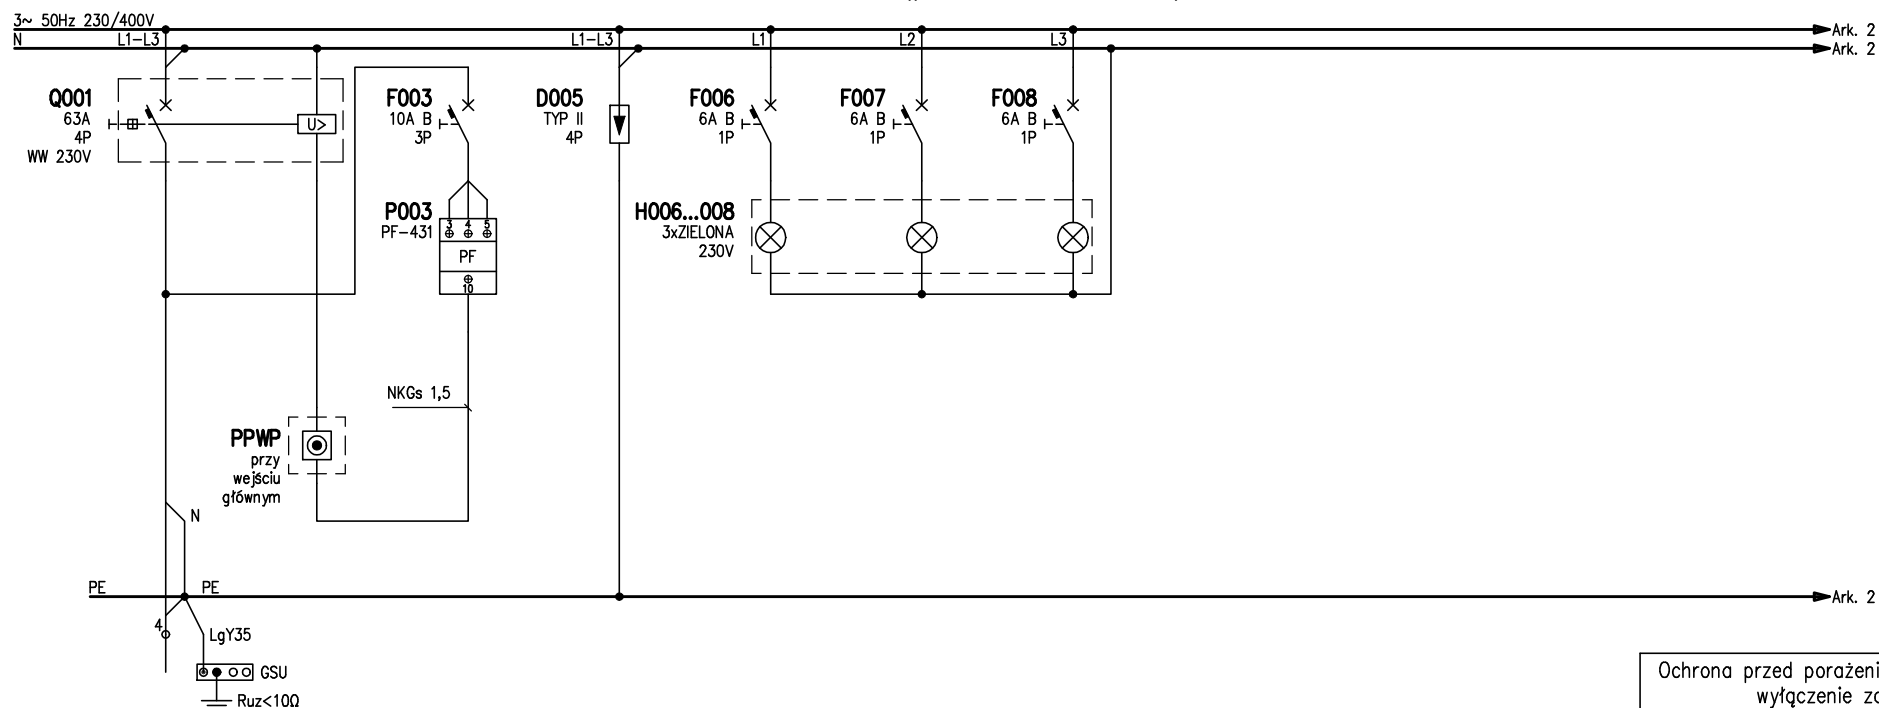 3~ 50Hz 230/400V
N
L1-L3
L1-L3
L1
L2
L3
Ark. 2
Ark. 2
Q001
63A
4P
WW 230V
U>
F003
10A B
3P
D005
TYP II
4P
F006
6A B
1P
F007
6A B
1P
F008
6A B
1P
P003
PF-431
3 4 5
PF
10
H006...008
3xZIELONA
230V
NKGs 1,5
PPWP
przy
wejściu
głównym
N
PE
PE
Ark. 2
4
LgY35
GSU
Ruz<10Ω
Ochrona przed porażeni
wyłączenie za